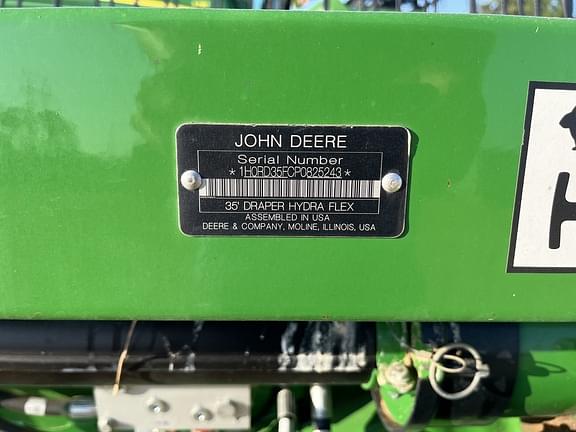 JOHN DEERE
Serial Number
*1H0RD35FCP0825243*
35' DRAPER HYDRA FLEX
ASSEMBLED IN USA
DEERE & COMPANY, MOLINE, ILLINOIS, USA